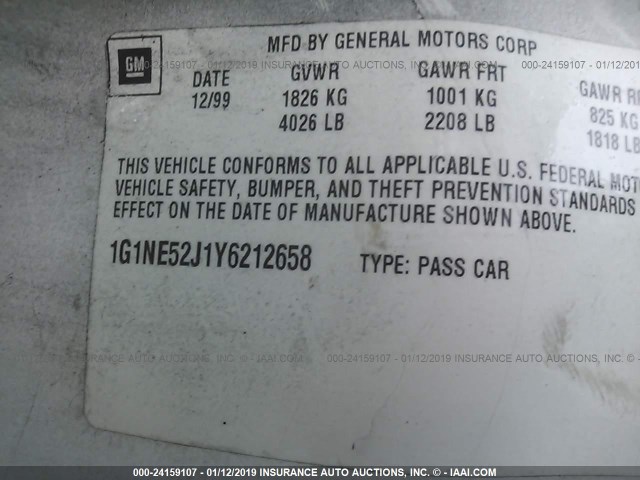 MFD BY GENERAL MOTORS CORP
GM
DATE GVWR GAWR FRT GAWR
12/99 1826 KG 1001 KG 825 KG
4026 LB 2208 LB 1818 LB
THIS VEHICLE CONFORMS TO ALL APPLICABLE U.S. FEDERAL
VEHICLE SAFETY, BUMPER, AND THEFT PREVENTION STANDARDS
EFFECT ON THE DATE OF MANUFACTURE SHOWN ABOVE.
1G1NE52J1Y6212658 TYPE: PASS CAR
000-24159107 - 01/12/2019 INSURANCE AUTO AUCTIONS, INC. - © IAAI.COM